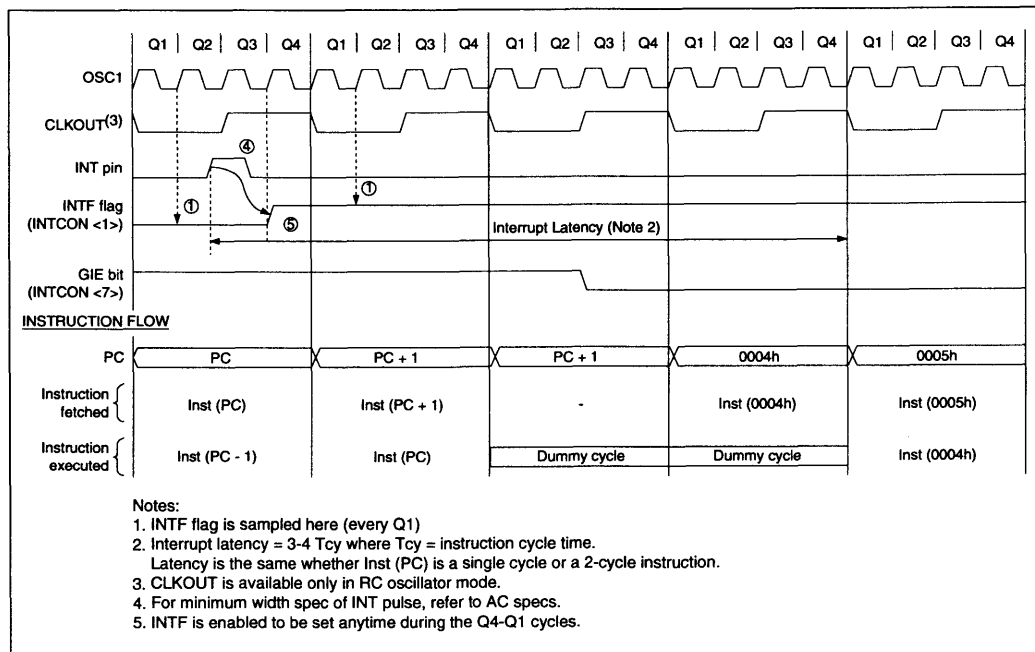 Q1 | Q2 | Q3 | Q4 | Q1 | Q2 | Q3 | Q4 | Q1 | Q2 | Q3 | Q4 | Q1 | Q2 | Q3 | Q4 | Q1 | Q2 | Q3 | Q4
OSC1
CLKOUT(3)
④
INT pin
①
①
INTF flag
(INTCON <1>)
⑤
Interrupt Latency (Note 2)
GIE bit
(INTCON <7>)
INSTRUCTION FLOW
PC PC PC + 1 PC + 1 0004h 0005h
Instruction
fetched
Inst (PC) Inst (PC + 1) - Inst (0004h) Inst (0005h)
Instruction
executed
Inst (PC - 1) Inst (PC) Dummy cycle Dummy cycle Inst (0004h)
Notes:
1. INTF flag is sampled here (every Q1)
2. Interrupt latency = 3-4 Tcy where Tcy = instruction cycle time.
Latency is the same whether Inst (PC) is a single cycle or a 2-cycle instruction.
3. CLKOUT is available only in RC oscillator mode.
4. For minimum width spec of INT pulse, refer to AC specs.
5. INTF is enabled to be set anytime during the Q4-Q1 cycles.